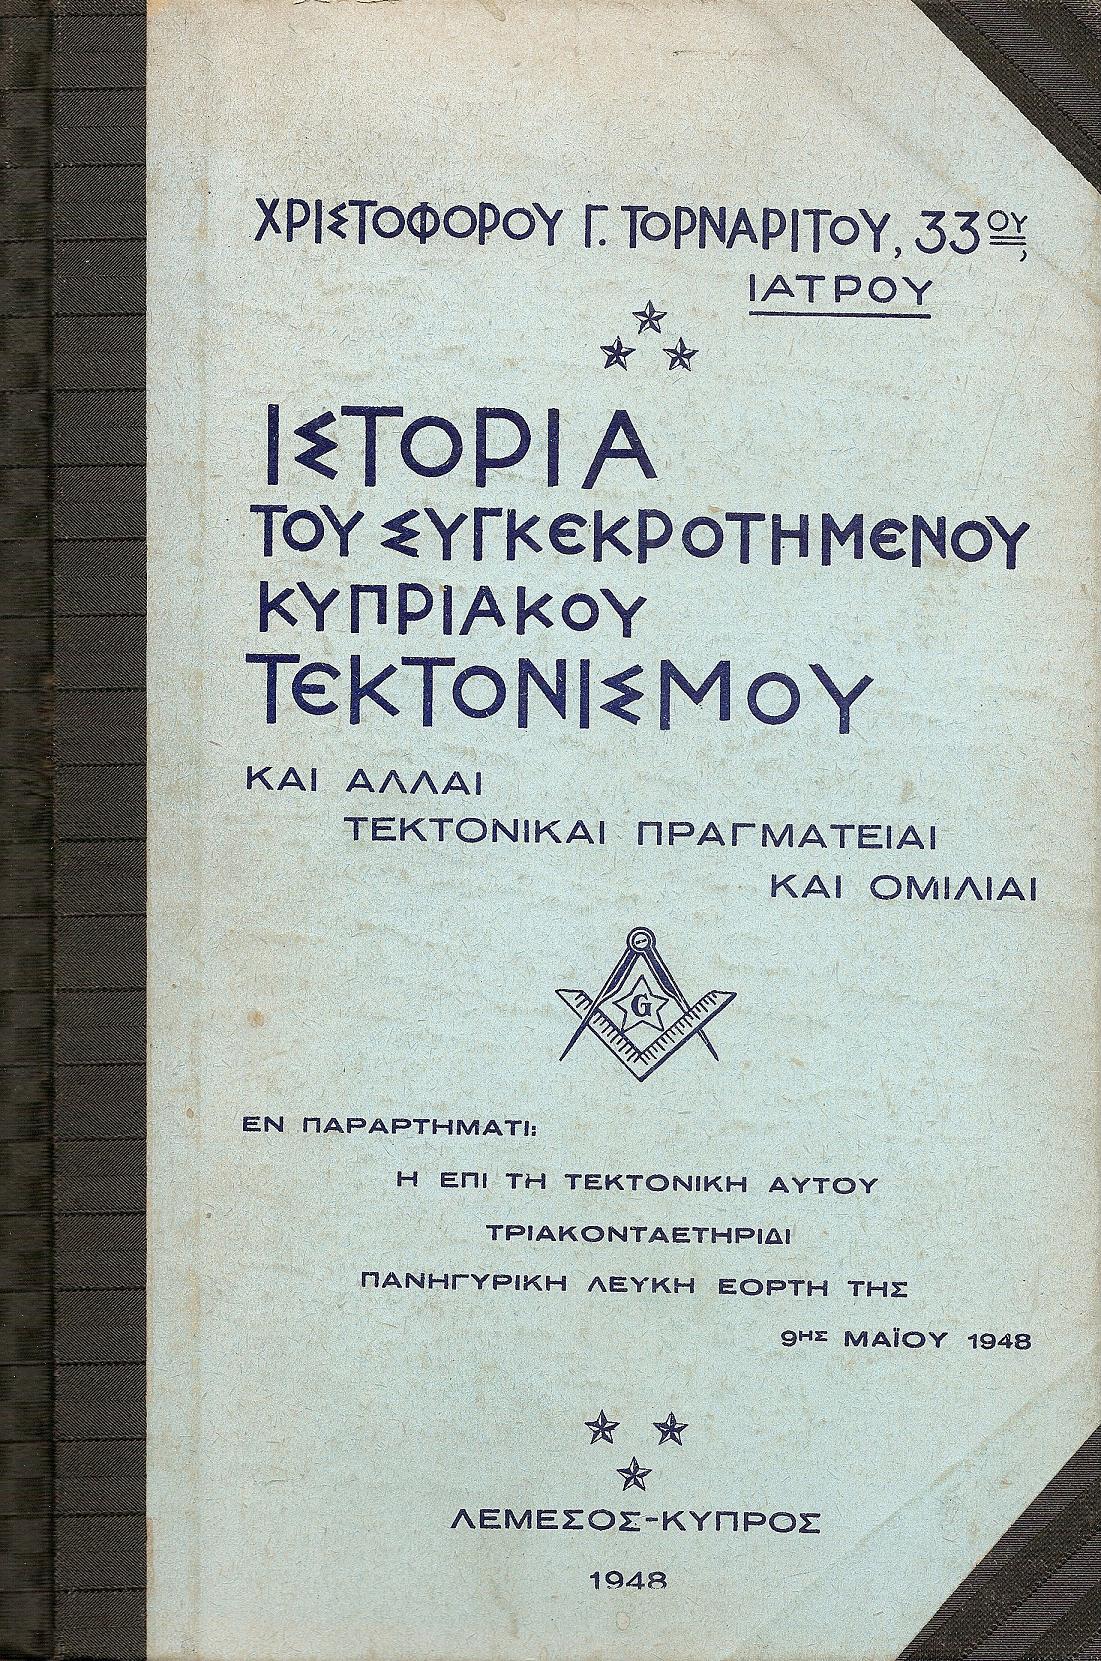 ΧΡΙΣΤΟΦΟΡΟΥ Γ. ΤΟΡΝΑΡΙΤΟΥ, 33ΟΥ,
ΙΑΤΡΟΥ
ΙΣΤΟΡΙΑ
ΤΟΥ ΣΥΓΚΕΚΡΟΤΗΜΕΝΟΥ
ΚΥΠΡΙΑΚΟΥ
ΤΕΚΤΟΝΙΣΜΟΥ
ΚΑΙ ΑΛΛΑΙ
ΤΕΚΤΟΝΙΚΑΙ ΠΡΑΓΜΑΤΕΙΑΙ
ΚΑΙ ΟΜΙΛΙΑΙ
G
ΕΝ ΠΑΡΑΡΤΗΜΑΤΙ:
Η ΕΠΙ ΤΗ ΤΕΚΤΟΝΙΚΗ ΑΥΤΟΥ
ΤΡΙΑΚΟΝΤΑΕΤΗΡΙΔΙ
ΠΑΝΗΓΥΡΙΚΗ ΛΕΥΚΗ ΕΟΡΤΗ ΤΗΣ
9ΗΣ ΜΑΪΟΥ 1948
ΛΕΜΕΣΟΣ-ΚΥΠΡΟΣ
1948